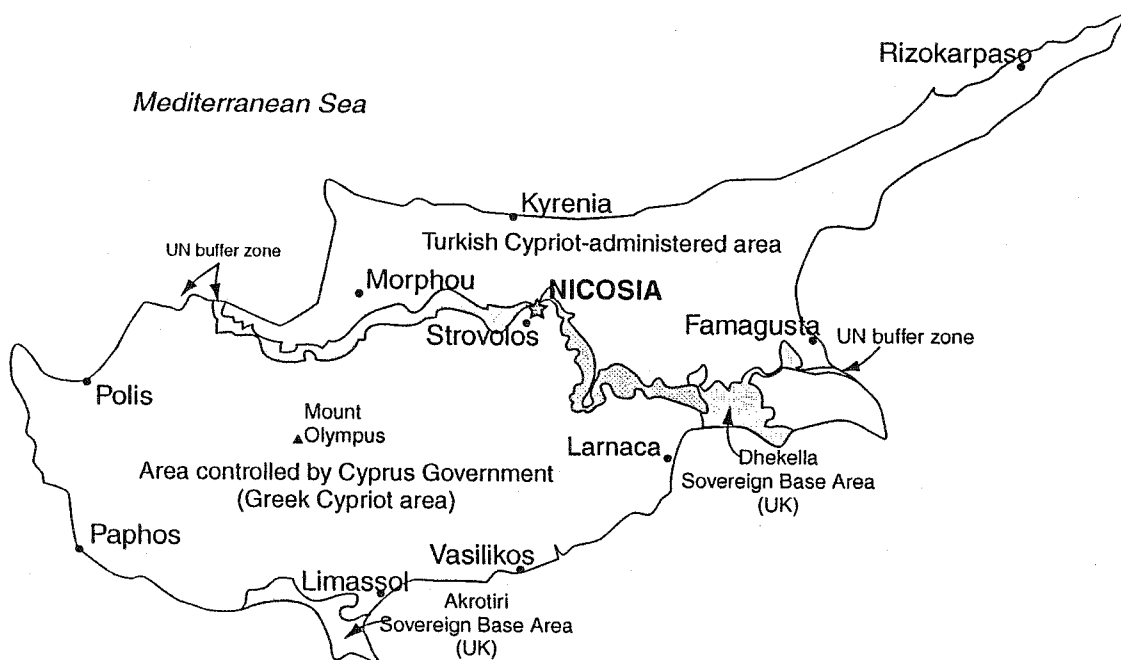 Rizokarpaso
Mediterranean Sea
Kyrenia
Turkish Cypriot-administered area
UN buffer zone
Morphou
NICOSIA
Strovolos
Famagusta
UN buffer zone
Polis
Mount
Olympus
Larnaca
Area controlled by Cyprus Government
(Greek Cypriot area)
Dhekella
Sovereign Base Area
(UK)
Paphos
Vasilikos
Limassol
Akrotiri
Sovereign Base Area
(UK)